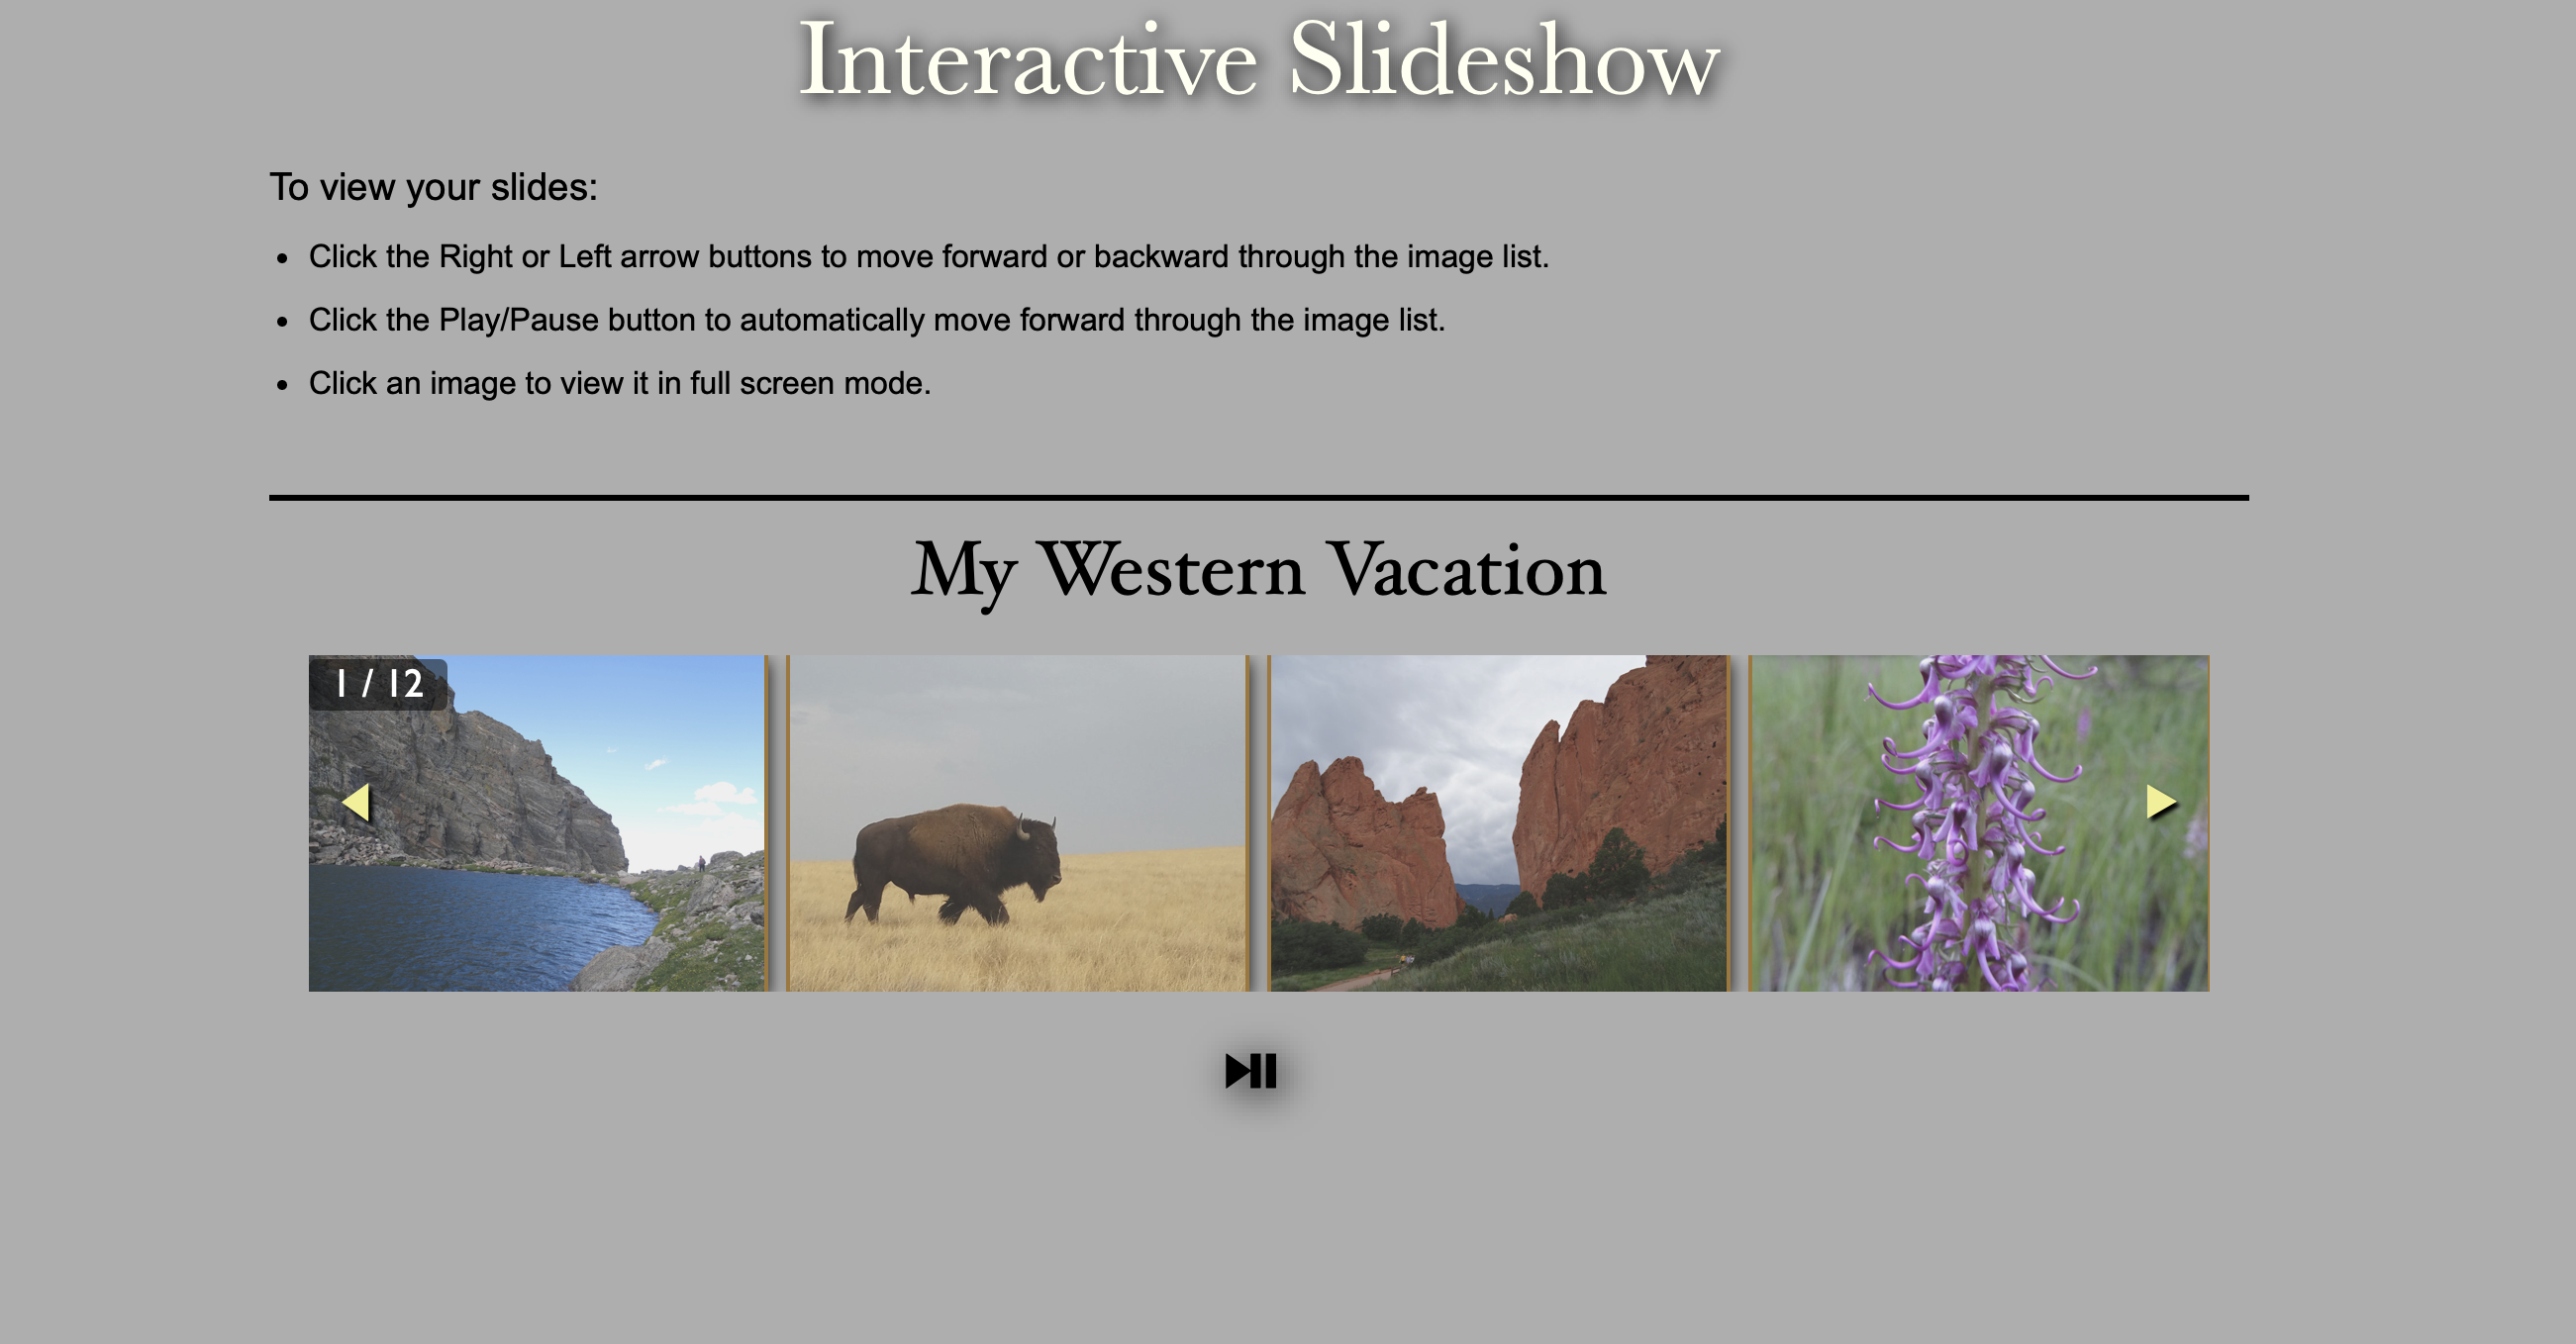 Interactive Slideshow
To view your slides:
• Click the Right or Left arrow buttons to move forward or backward through the image list.
• Click the Play/Pause button to automatically move forward through the image list.
• Click an image to view it in full screen mode.
My Western Vacation
1 / 12